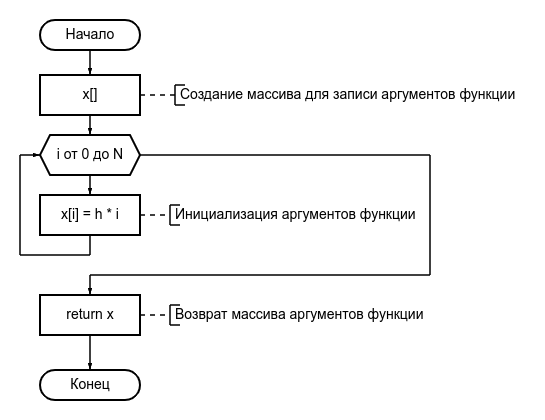 Начало
x[]
Создание массива для записи аргументов функции
i от 0 до N
x[i] = h * i
Инициализация аргументов функции
return x
Возврат массива аргументов функции
Конец